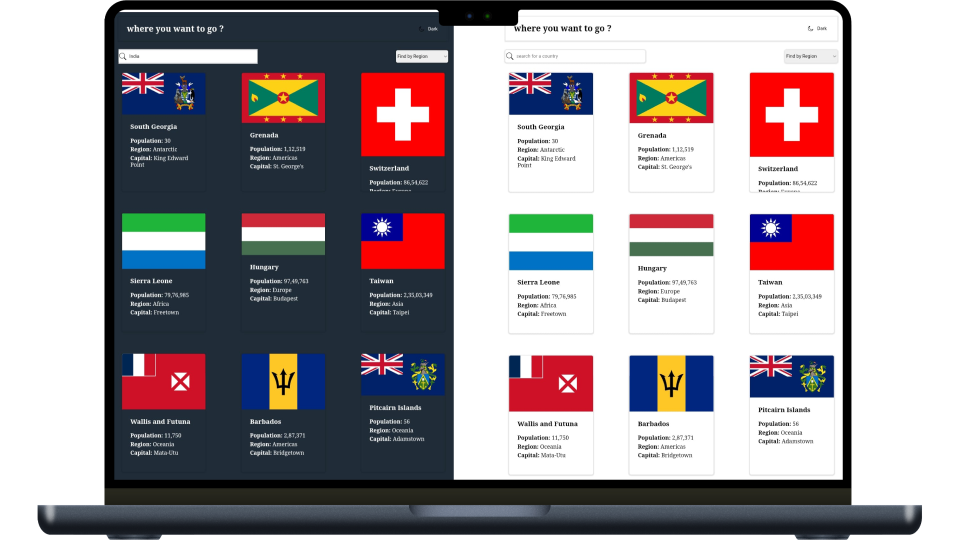 where you want to go ?
Dark
India
Find by Region
South Georgia
Population: 30
Region: Antarctic
Capital: King Edward
Point
Grenada
Population: 1,12,519
Region: Americas
Capital: St. George's
Switzerland
Population: 86,54,622
Region: Europe
Sierra Leone
Population: 79,76,985
Region: Africa
Capital: Freetown
Hungary
Population: 97,49,763
Region: Europe
Capital: Budapest
Taiwan
Population: 2,35,03,349
Region: Asia
Capital: Taipei
Wallis and Futuna
Population: 11,750
Region: Oceania
Capital: Mata-Utu
Barbados
Population: 2,87,371
Region: Americas
Capital: Bridgetown
Pitcairn Islands
Population: 56
Region: Oceania
Capital: Adamstown
where you want to go ?
Dark
search for a country
Find by Region
South Georgia
Population: 30
Region: Antarctic
Capital: King Edward
Point
Grenada
Population: 1,12,519
Region: Americas
Capital: St. George's
Switzerland
Population: 86,54,622
Region: Europe
Sierra Leone
Population: 79,76,985
Region: Africa
Capital: Freetown
Hungary
Population: 97,49,763
Region: Europe
Capital: Budapest
Taiwan
Population: 2,35,03,349
Region: Asia
Capital: Taipei
Wallis and Futuna
Population: 11,750
Region: Oceania
Capital: Mata-Utu
Barbados
Population: 2,87,371
Region: Americas
Capital: Bridgetown
Pitcairn Islands
Population: 56
Region: Oceania
Capital: Adamstown